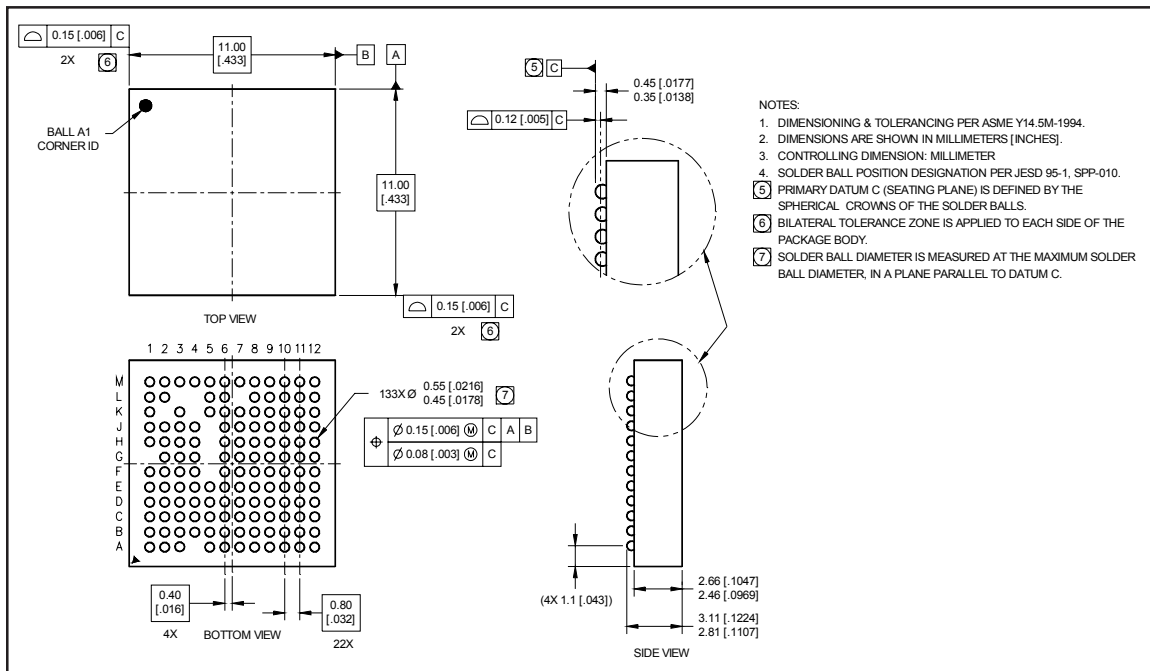 0.15 [.006] C
2X 6
11.00
[.433]
B
A
BALL A1
CORNER ID
11.00
[.433]
TOP VIEW
0.15 [.006] C
2X 6
5 C
0.45 [.0177]
0.35 [.0138]
0.12 [.005] C
NOTES:
1. DIMENSIONING & TOLERANCING PER ASME Y14.5M-1994.
2. DIMENSIONS ARE SHOWN IN MILLIMETERS [INCHES].
3. CONTROLLING DIMENSION: MILLIMETER
4. SOLDER BALL POSITION DESIGNATION PER JESD 95-1, SPP-010.
5 PRIMARY DATUM C (SEATING PLANE) IS DEFINED BY THE
SPHERICAL CROWNS OF THE SOLDER BALLS.
6 BILATERAL TOLERANCE ZONE IS APPLIED TO EACH SIDE OF THE
PACKAGE BODY.
7 SOLDER BALL DIAMETER IS MEASURED AT THE MAXIMUM SOLDER
BALL DIAMETER, IN A PLANE PARALLEL TO DATUM C.
1 2 3 4 5 6 7 8 9 10 11 12
M
L
K
J
H
G
F
E
D
C
B
A
133X Ø 0.55 [.0216] 7
0.45 [.0178]
⌖ Ø 0.15 [.006] Ⓜ C A B
Ø 0.08 [.003] Ⓜ C
0.40
[.016]
4X
BOTTOM VIEW
0.80
[.032]
22X
(4X 1.1 [.043])
2.66 [.1047]
2.46 [.0969]
3.11 [.1224]
2.81 [.1107]
SIDE VIEW